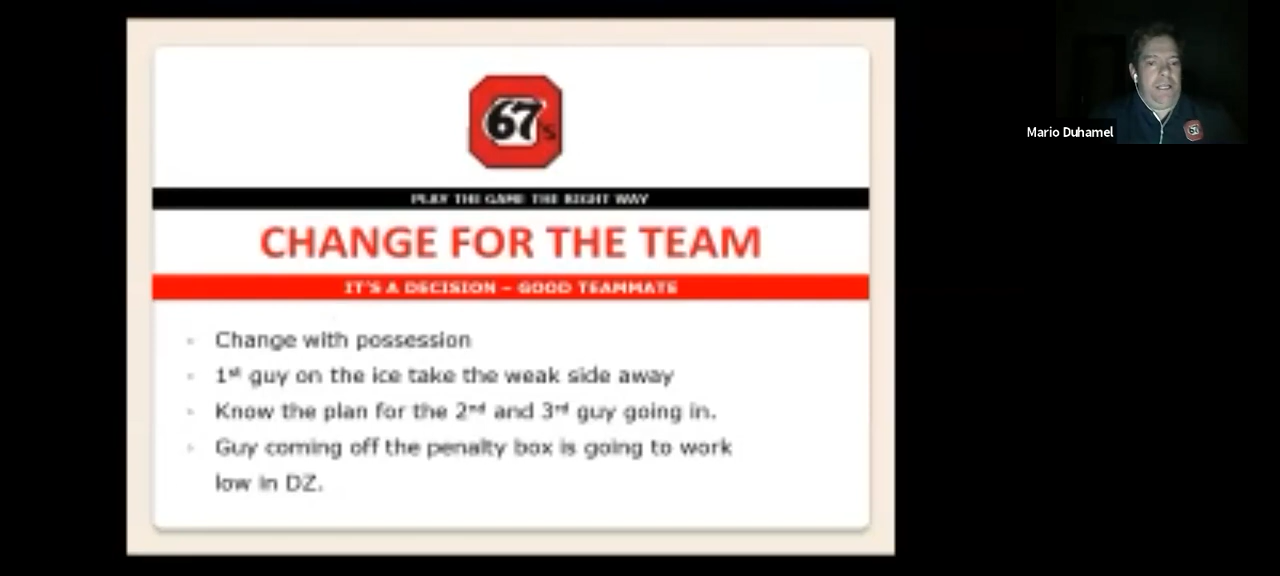 67's
PLAY THE GAME THE RIGHT WAY
CHANGE FOR THE TEAM
IT'S A DECISION – GOOD TEAMMATE
- Change with possession
- 1st guy on the ice take the weak side away
- Know the plan for the 2nd and 3rd guy going in.
- Guy coming off the penalty box is going to work
low in DZ.
Mario Duhamel